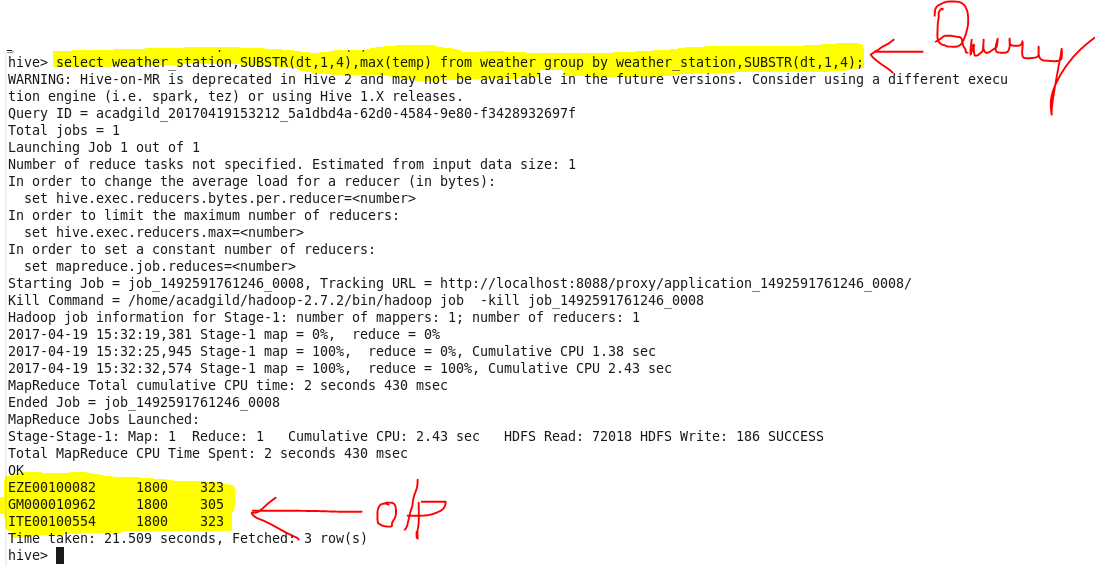 Query
hive> select weather_station,SUBSTR(dt,1,4),max(temp) from weather group by weather_station,SUBSTR(dt,1,4);
WARNING: Hive-on-MR is deprecated in Hive 2 and may not be available in the future versions. Consider using a different execu
tion engine (i.e. spark, tez) or using Hive 1.X releases.
Query ID = acadgild_20170419153212_5a1dbd4a-62d0-4584-9e80-f3428932697f
Total jobs = 1
Launching Job 1 out of 1
Number of reduce tasks not specified. Estimated from input data size: 1
In order to change the average load for a reducer (in bytes):
  set hive.exec.reducers.bytes.per.reducer=<number>
In order to limit the maximum number of reducers:
  set hive.exec.reducers.max=<number>
In order to set a constant number of reducers:
  set mapreduce.job.reduces=<number>
Starting Job = job_1492591761246_0008, Tracking URL = http://localhost:8088/proxy/application_1492591761246_0008/
Kill Command = /home/acadgild/hadoop-2.7.2/bin/hadoop job  -kill job_1492591761246_0008
Hadoop job information for Stage-1: number of mappers: 1; number of reducers: 1
2017-04-19 15:32:19,381 Stage-1 map = 0%,  reduce = 0%
2017-04-19 15:32:25,945 Stage-1 map = 100%,  reduce = 0%, Cumulative CPU 1.38 sec
2017-04-19 15:32:32,574 Stage-1 map = 100%,  reduce = 100%, Cumulative CPU 2.43 sec
MapReduce Total cumulative CPU time: 2 seconds 430 msec
Ended Job = job_1492591761246_0008
MapReduce Jobs Launched:
Stage-Stage-1: Map: 1  Reduce: 1   Cumulative CPU: 2.43 sec   HDFS Read: 72018 HDFS Write: 186 SUCCESS
Total MapReduce CPU Time Spent: 2 seconds 430 msec
OK
EZE00100082     1800    323
GM000010962     1800    305
ITE00100554     1800    323
O/P
Time taken: 21.509 seconds, Fetched: 3 row(s)
hive>